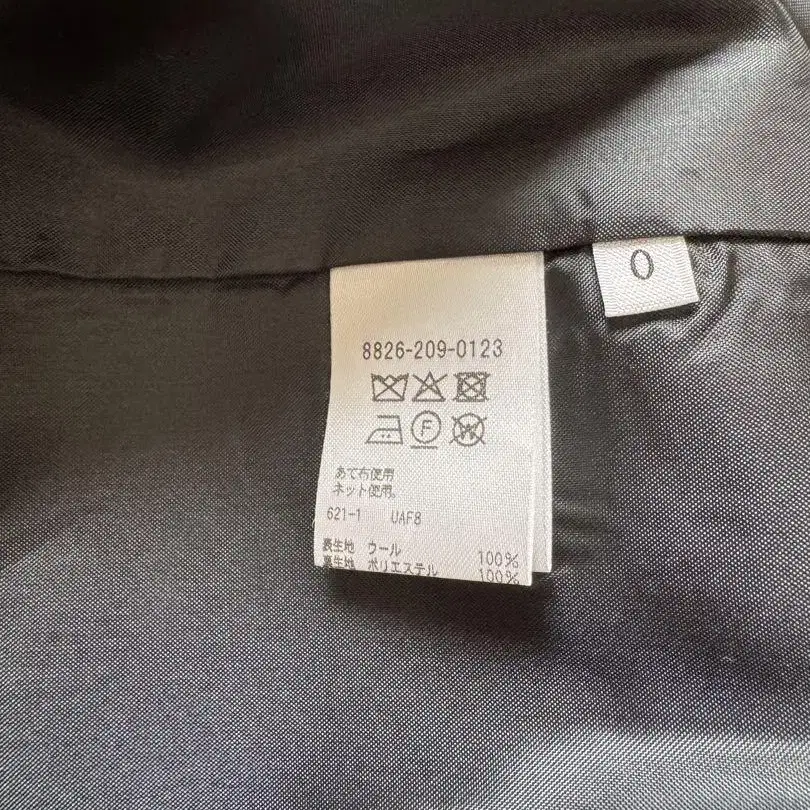 0
8826-209-0123
F W
あて布使用
ネット使用。
621-1 UAF8
表生地 ウール 100%
裏生地 ポリエステル 100%